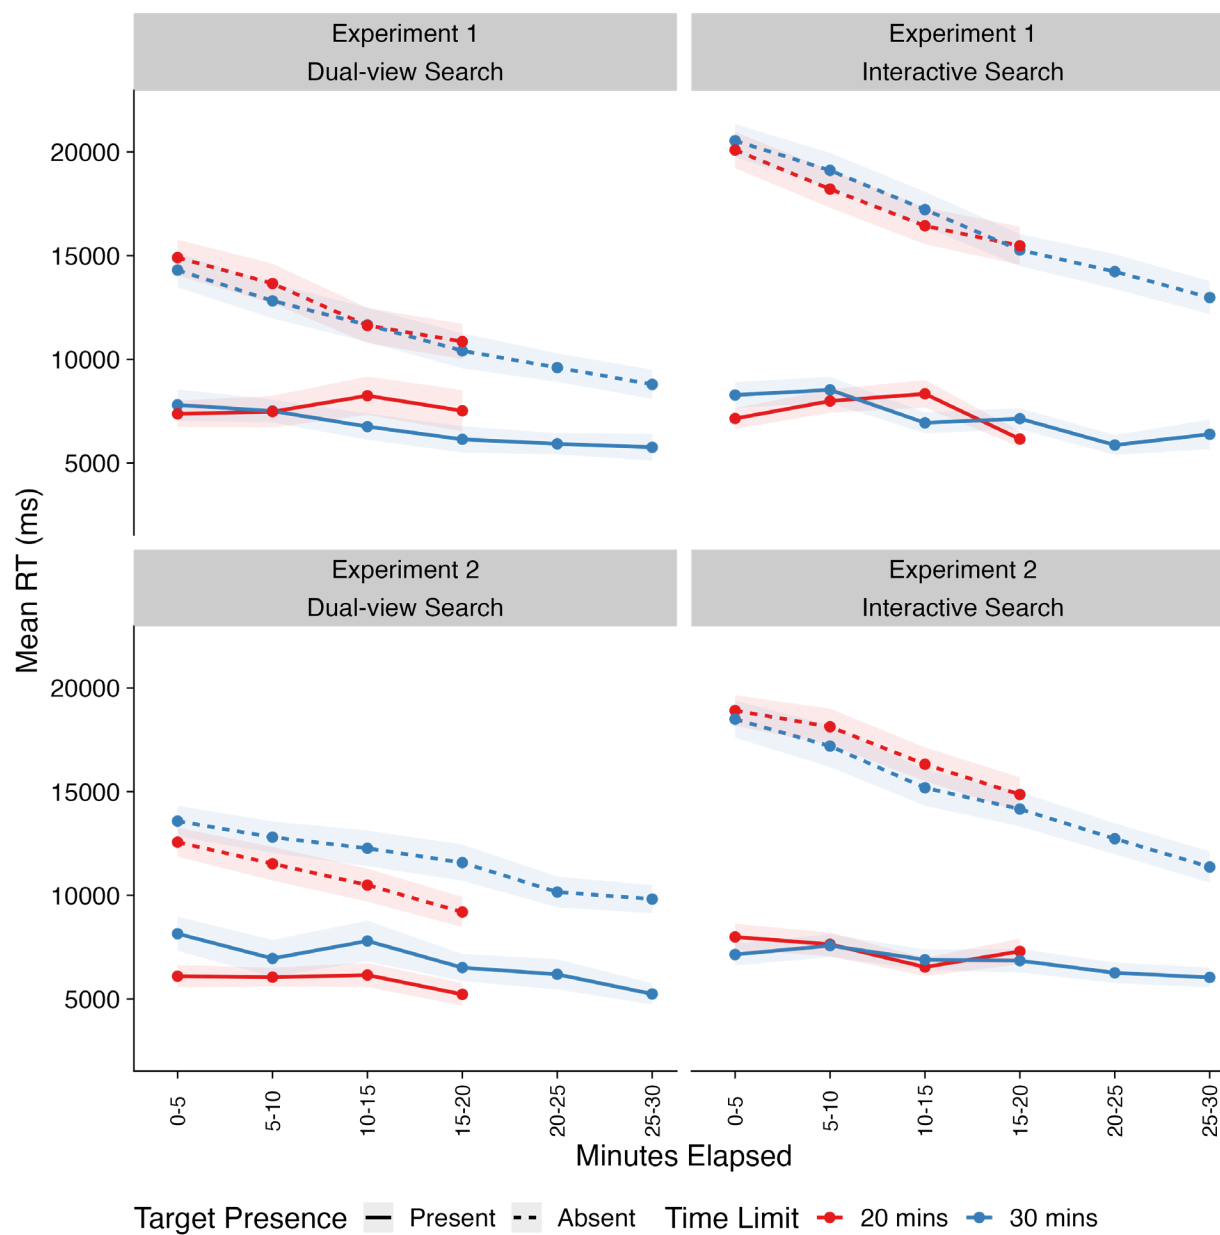 Experiment 1
Dual-view Search
Experiment 1
Interactive Search
20000
15000
10000
5000
Experiment 2
Dual-view Search
Experiment 2
Interactive Search
20000
15000
10000
5000
Mean RT (ms)
0-5
5-10
10-15
15-20
20-25
25-30
0-5
5-10
10-15
15-20
20-25
25-30
Minutes Elapsed
Target Presence Present Absent Time Limit 20 mins 30 mins